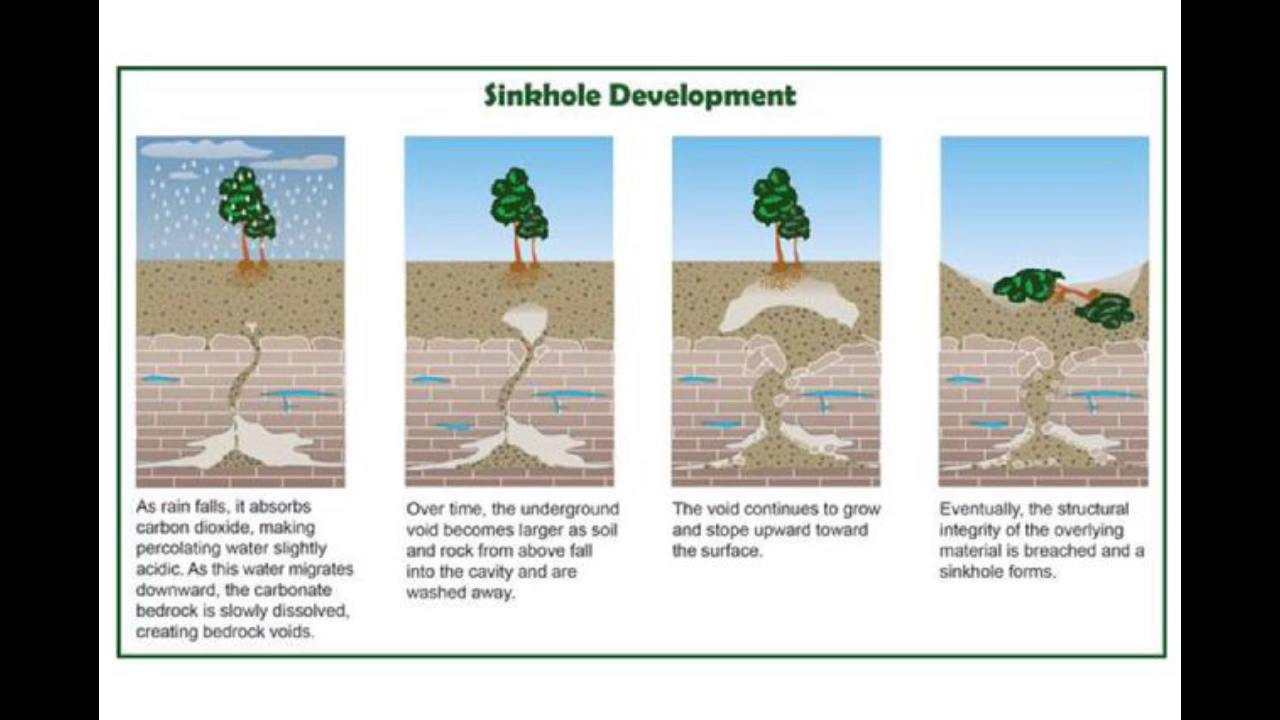 Sinkhole Development
As rain falls, it absorbs
carbon dioxide, making
percolating water slightly
acidic. As this water migrates
downward, the carbonate
bedrock is slowly dissolved,
creating bedrock voids.
Over time, the underground
void becomes larger as soil
and rock from above fall
into the cavity and are
washed away.
The void continues to grow
and stope upward toward
the surface.
Eventually, the structural
integrity of the overlying
material is breached and a
sinkhole forms.